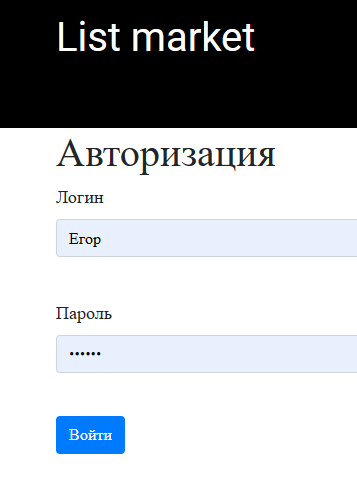 List market
Авторизация
Логин
Егор
Пароль
••••••
Войти